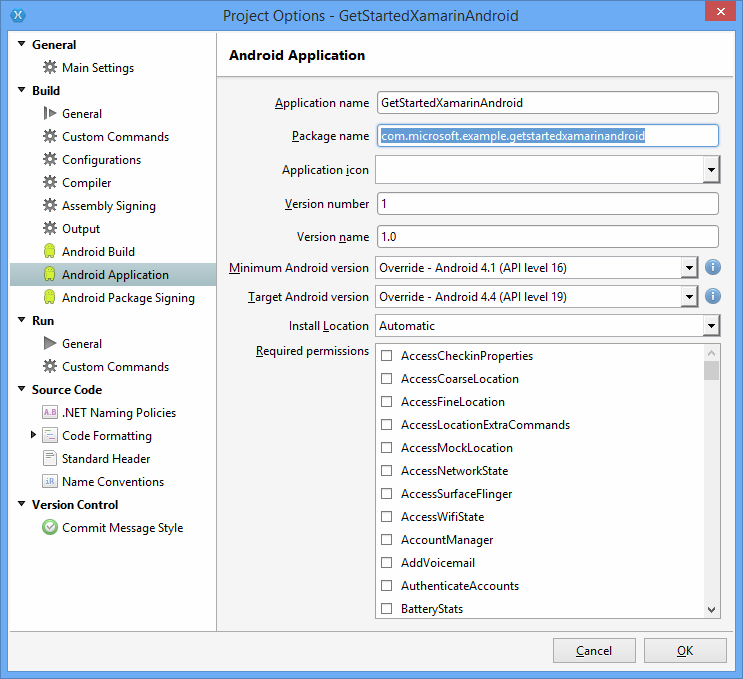 Project Options - GetStartedXamarinAndroid
General
Main Settings
Build
General
Custom Commands
Configurations
Compiler
Assembly Signing
Output
Android Build
Android Application
Android Package Signing
Run
General
Custom Commands
Source Code
A.B .NET Naming Policies
Code Formatting
Standard Header
iR Name Conventions
Version Control
Commit Message Style
Android Application
Application name GetStartedXamarinAndroid
Package name com.microsoft.example.getstartedxamarinandroid
Application icon
Version number 1
Version name 1.0
Minimum Android version Override - Android 4.1 (API level 16)
Target Android version Override - Android 4.4 (API level 19)
Install Location Automatic
Required permissions
AccessCheckinProperties
AccessCoarseLocation
AccessFineLocation
AccessLocationExtraCommands
AccessMockLocation
AccessNetworkState
AccessSurfaceFlinger
AccessWifiState
AccountManager
AddVoicemail
AuthenticateAccounts
BatteryStats
Cancel
OK